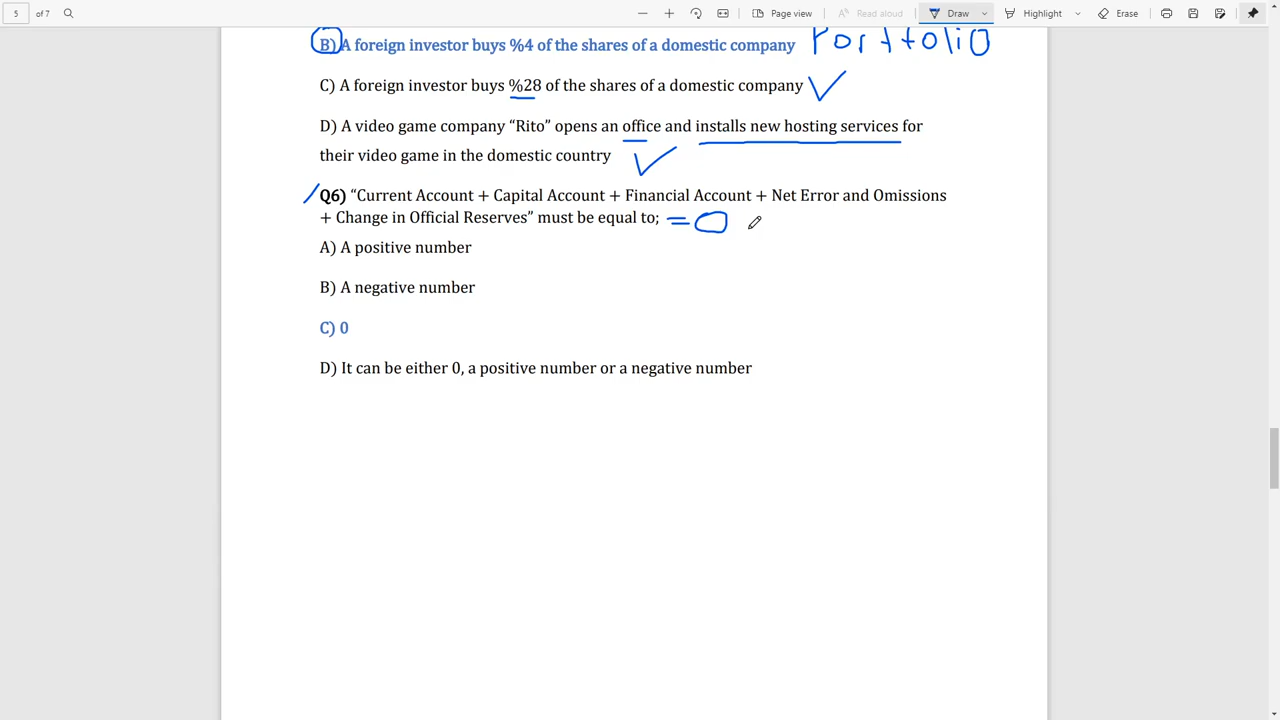 5 of 7 Page view Read aloud Draw Highlight Erase
B) A foreign investor buys %4 of the shares of a domestic company Portfolio
C) A foreign investor buys %28 of the shares of a domestic company
D) A video game company “Rito” opens an office and installs new hosting services for
their video game in the domestic country
Q6) “Current Account + Capital Account + Financial Account + Net Error and Omissions
+ Change in Official Reserves” must be equal to; = 0
A) A positive number
B) A negative number
C) 0
D) It can be either 0, a positive number or a negative number